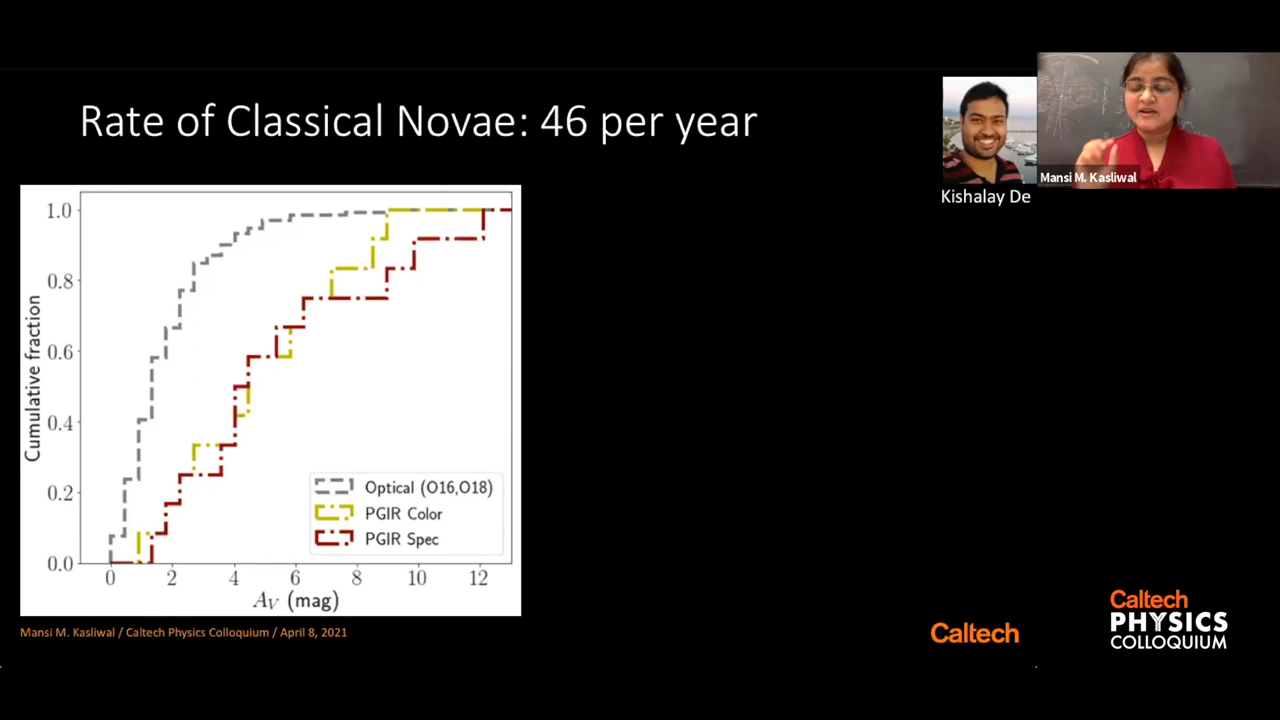 Rate of Classical Novae: 46 per year
Mansi M. Kasliwal
Kishalay De
Cumulative fraction
1.0
0.8
0.6
0.4
0.2
0.0
Optical (O16,O18)
PGIR Color
PGIR Spec
0 2 4 6 8 10 12
A_V (mag)
Mansi M. Kasliwal / Caltech Physics Colloquium / April 8, 2021
Caltech
Caltech
PHYSICS
COLLOQUIUM